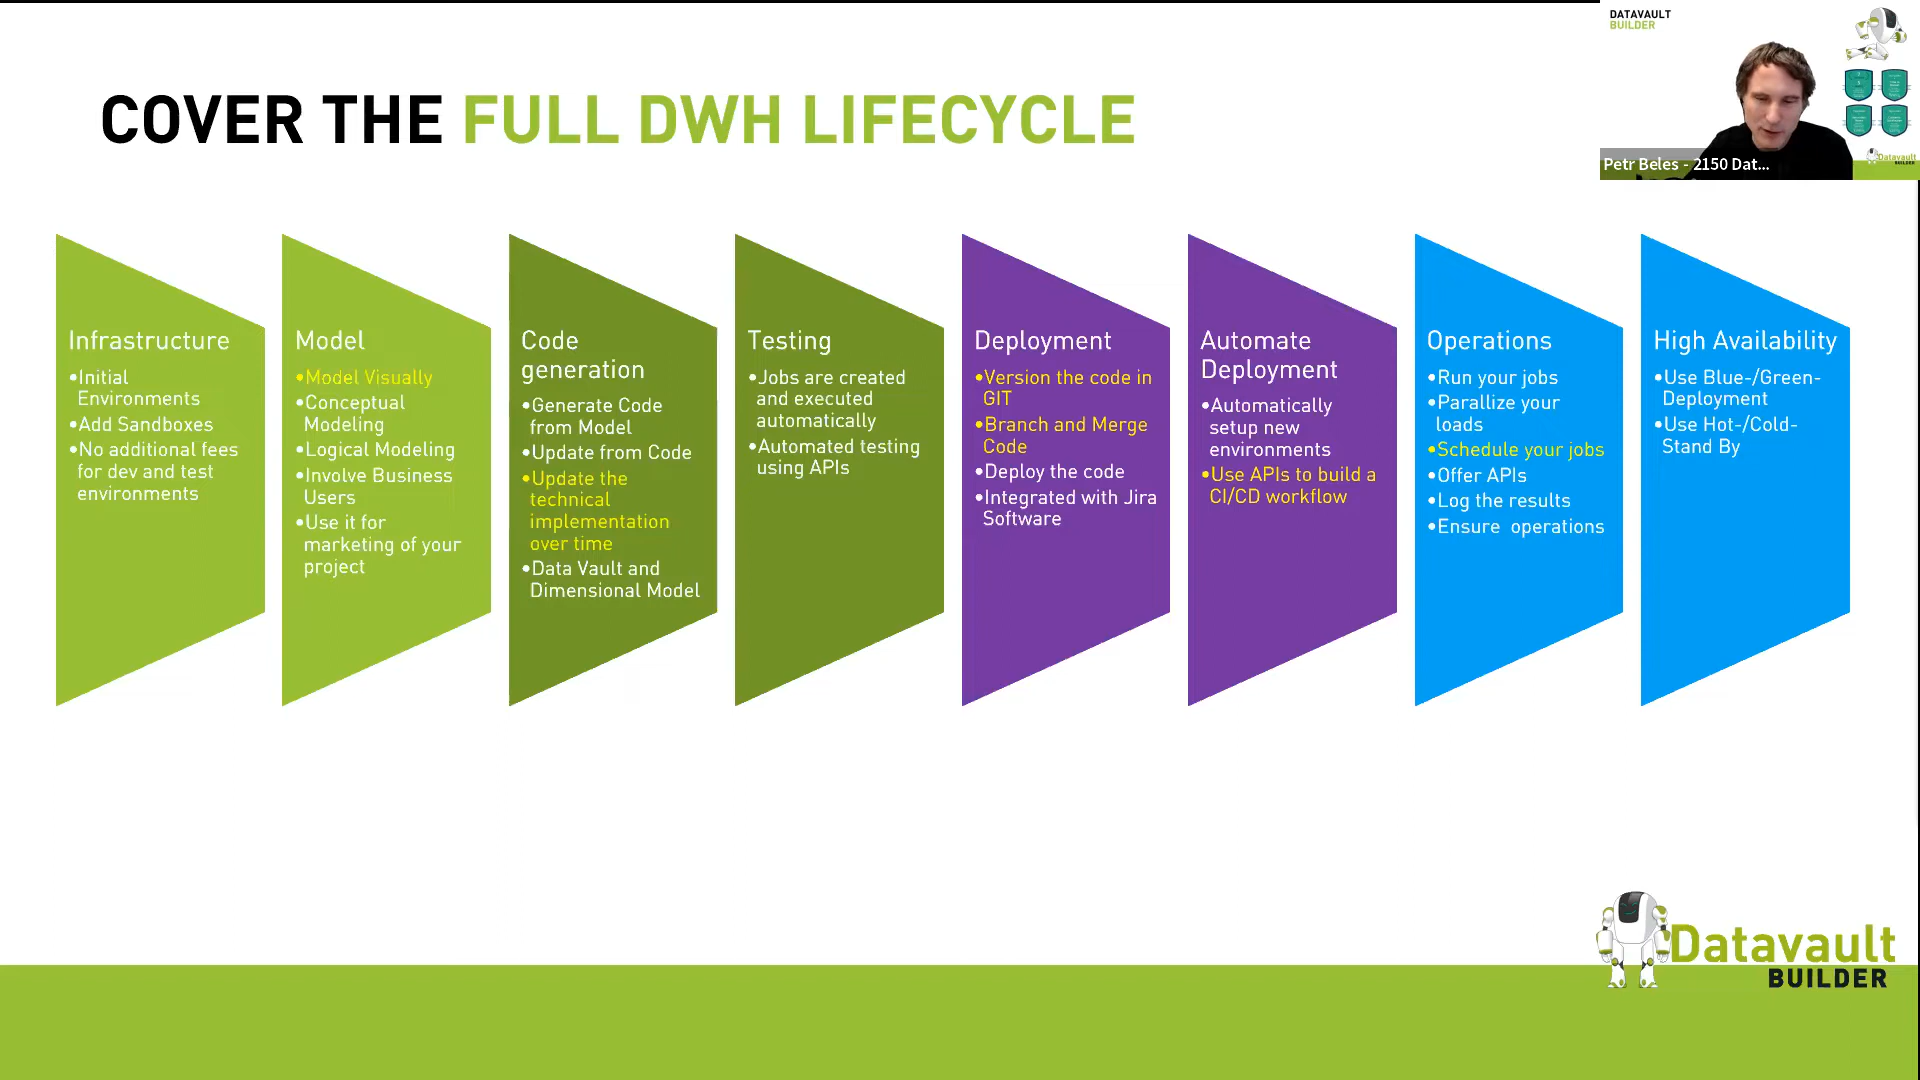 DATAVAULT
BUILDER
Petr Beles - 2150 Dat...
COVER THE FULL DWH LIFECYCLE
Infrastructure
•Initial
Environments
•Add Sandboxes
•No additional fees
for dev and test
environments
Model
•Model Visually
•Conceptual
Modeling
•Logical Modeling
•Involve Business
Users
•Use it for
marketing of your
project
Code
generation
•Generate Code
from Model
•Update from Code
•Update the
technical
implementation
over time
•Data Vault and
Dimensional Model
Testing
•Jobs are created
and executed
automatically
•Automated testing
using APIs
Deployment
•Version the code in
GIT
•Branch and Merge
Code
•Deploy the code
•Integrated with Jira
Software
Automate
Deployment
•Automatically
setup new
environments
•Use APIs to build a
CI/CD workflow
Operations
•Run your jobs
•Parallize your
loads
•Schedule your jobs
•Offer APIs
•Log the results
•Ensure operations
High Availability
•Use Blue-/Green-
Deployment
•Use Hot-/Cold-
Stand By
Datavault
BUILDER
Datavault
BUILDER